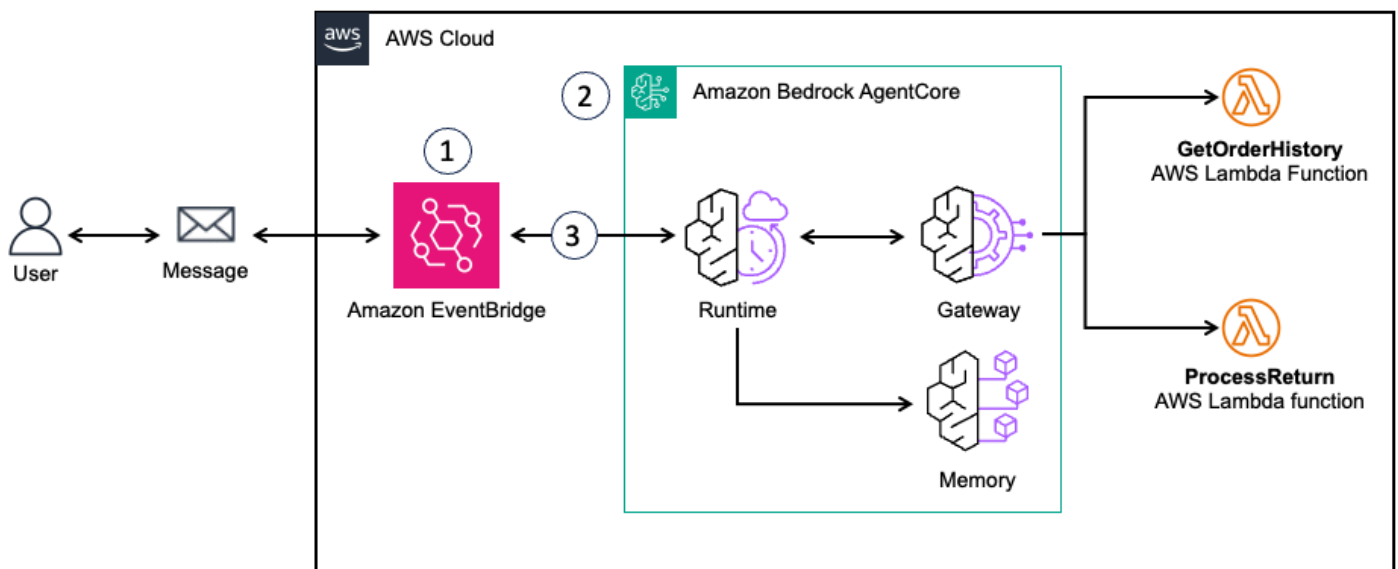 aws
AWS Cloud
2
Amazon Bedrock AgentCore
1
GetOrderHistory
AWS Lambda Function
3
User
Message
Amazon EventBridge
Runtime
Gateway
ProcessReturn
AWS Lambda function
Memory